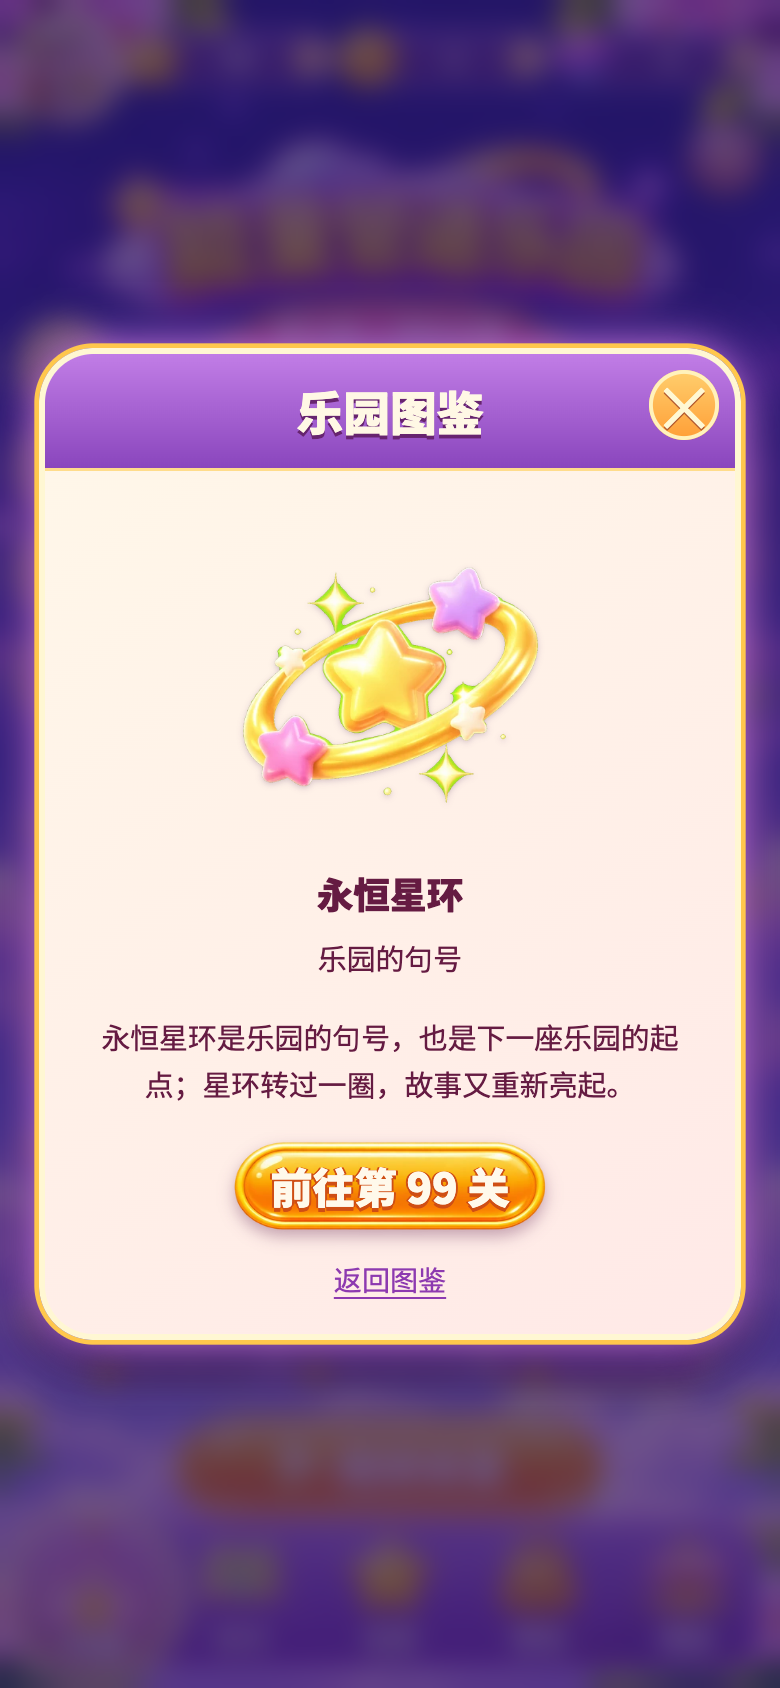 乐园图鉴
永恒星环
乐园的句号
永恒星环是乐园的句号，也是下一座乐园的起
点；星环转过一圈，故事又重新亮起。
前往第 99 关
返回图鉴